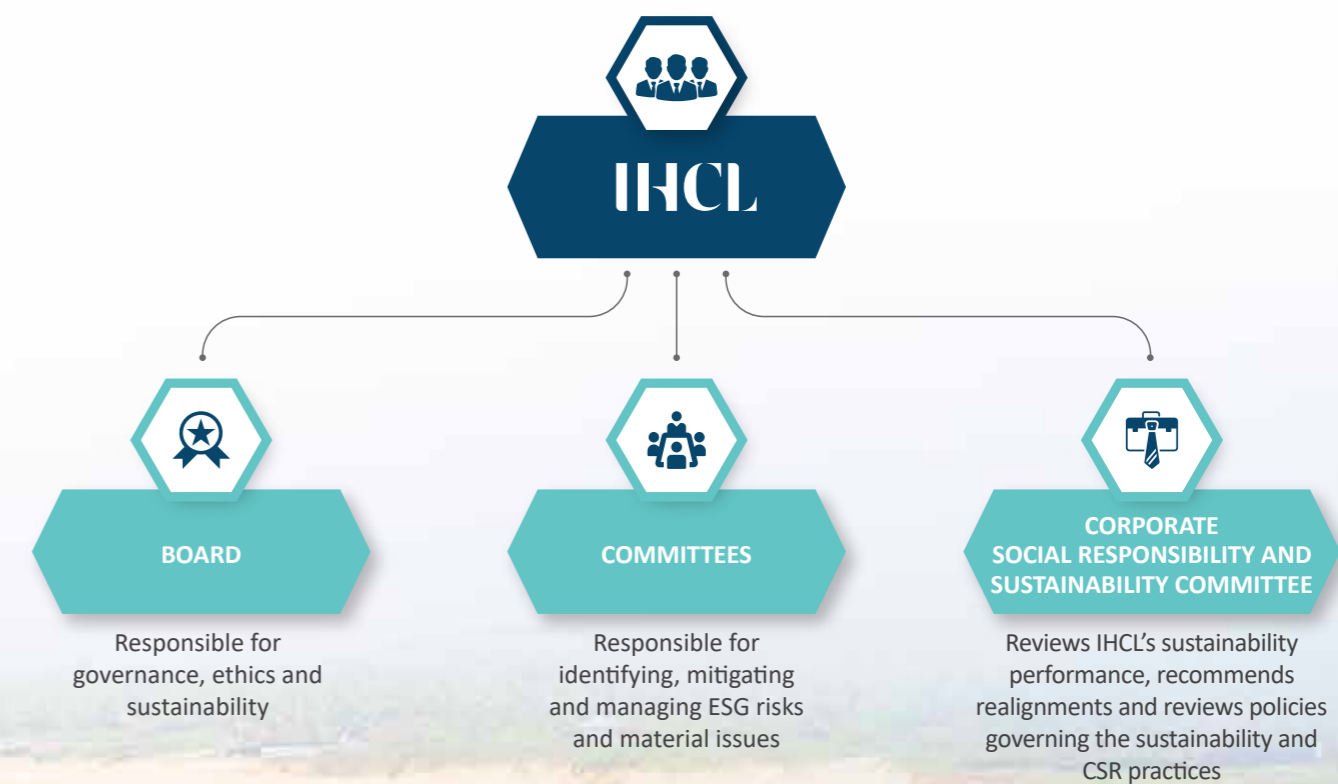 IHCL
BOARD
Responsible for
governance, ethics and
sustainability
COMMITTEES
Responsible for
identifying, mitigating
and managing ESG risks
and material issues
CORPORATE
SOCIAL RESPONSIBILITY AND
SUSTAINABILITY COMMITTEE
Reviews IHCL’s sustainability
performance, recommends
realignments and reviews policies
governing the sustainability and
CSR practices